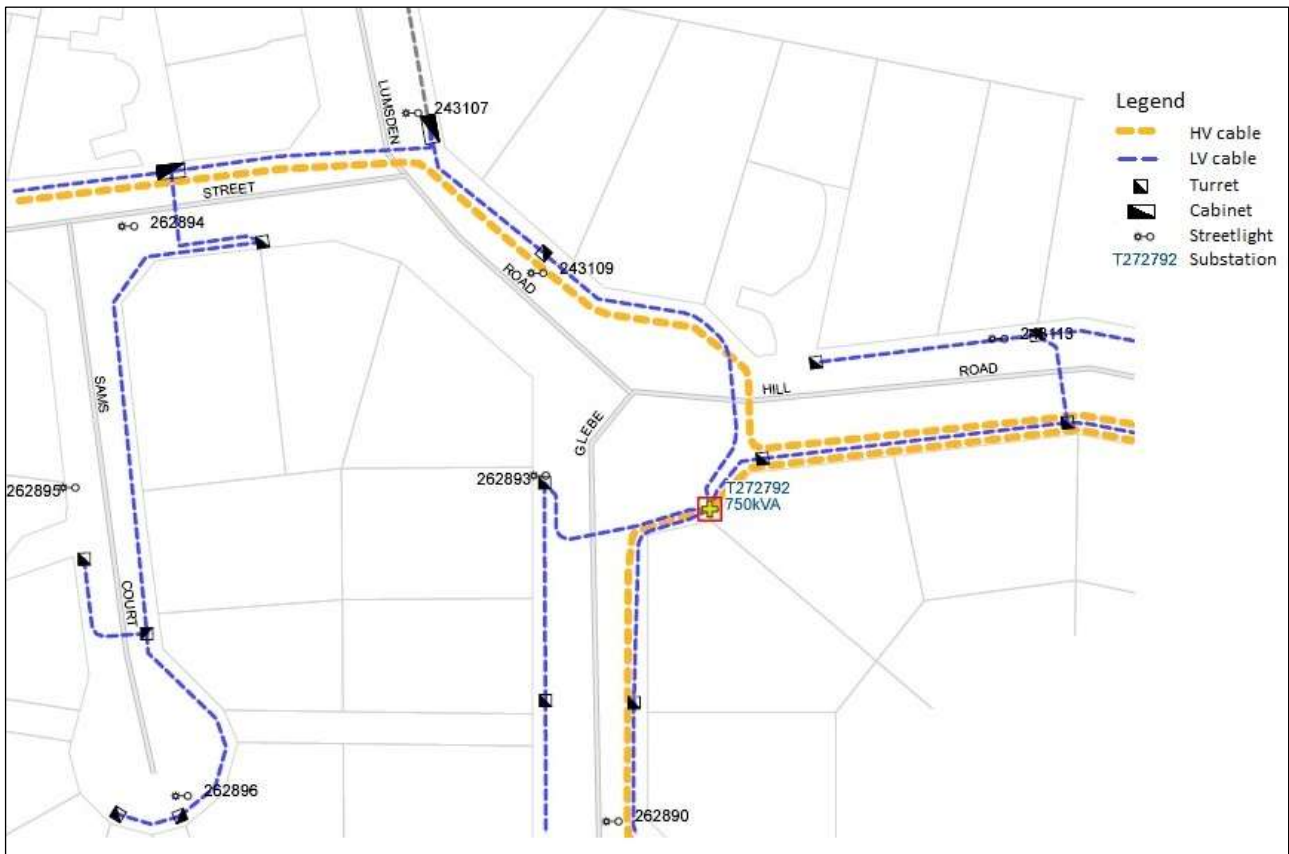 LUMSDEN
243107
STREET
262894
243109
ROAD
HILL
ROAD
SAMS
GLEBE
262893
262895
T272792
750kVA
COURT
262896
262890
Legend
HV cable
LV cable
Turret
Cabinet
Streetlight
T272792 Substation